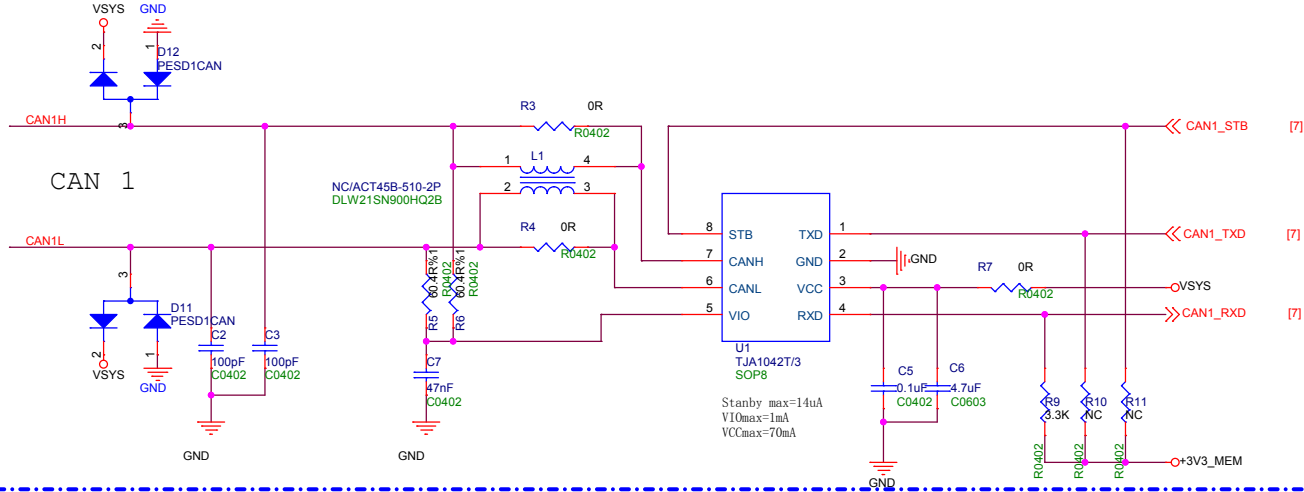 VSYS
GND
2
1
D12
PESD1CAN
3
CAN1H
CAN 1
CAN1L
3
D11
PESD1CAN
2
1
VSYS
GND
C2
100pF
C0402
C3
100pF
C0402
GND
NC/ACT45B-510-2P
DLW21SN900HQ2B
R3
0R
R0402
L1
1
4
2
3
R4
0R
R0402
R5
60.4R%1
R0402
R6
60.4R%1
R0402
C7
47nF
C0402
GND
8
STB
TXD
1
7
CANH
GND
2
GND
6
CANL
VCC
3
5
VIO
RXD
4
U1
TJA1042T/3
SOP8
Stanby max=14uA
VIOmax=1mA
VCCmax=70mA
C5
0.1uF
C0402
C6
4.7uF
C0603
GND
R7
0R
R0402
R9
3.3K
R0402
R10
NC
R0402
R11
NC
R0402
CAN1_STB
[7]
CAN1_TXD
[7]
VSYS
CAN1_RXD
[7]
+3V3_MEM